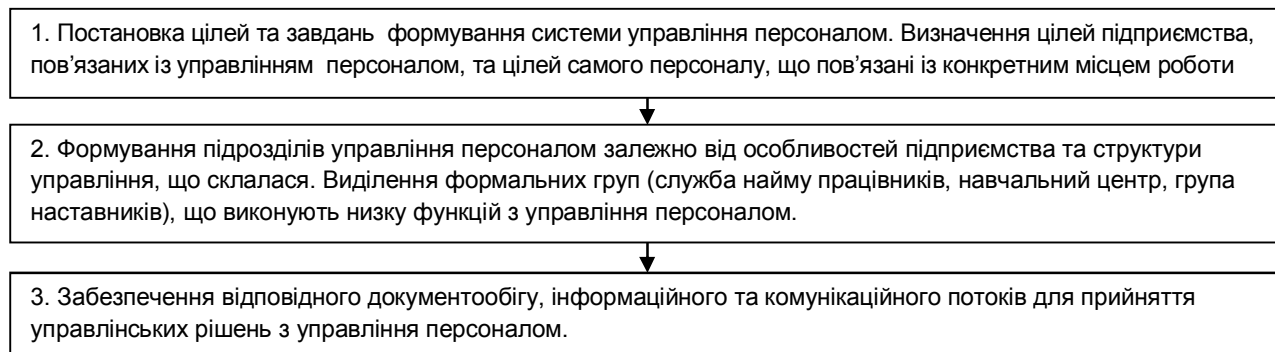 1. Постановка цілей та завдань формування системи управління персоналом. Визначення цілей підприємства,
пов’язаних із управлінням персоналом, та цілей самого персоналу, що пов’язані із конкретним місцем роботи
2. Формування підрозділів управління персоналом залежно від особливостей підприємства та структури
управління, що склалася. Виділення формальних груп (служба найму працівників, навчальний центр, група
наставників), що виконують низку функцій з управління персоналом.
3. Забезпечення відповідного документообігу, інформаційного та комунікаційного потоків для прийняття
управлінських рішень з управління персоналом.